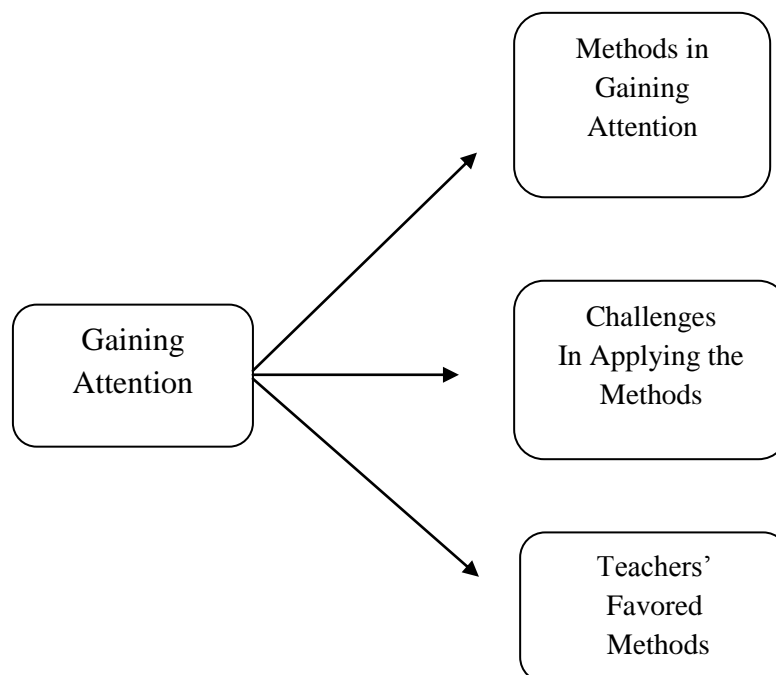 Methods in
Gaining
Attention
Gaining
Attention
Challenges
In Applying the
Methods
Teachers’
Favored
Methods